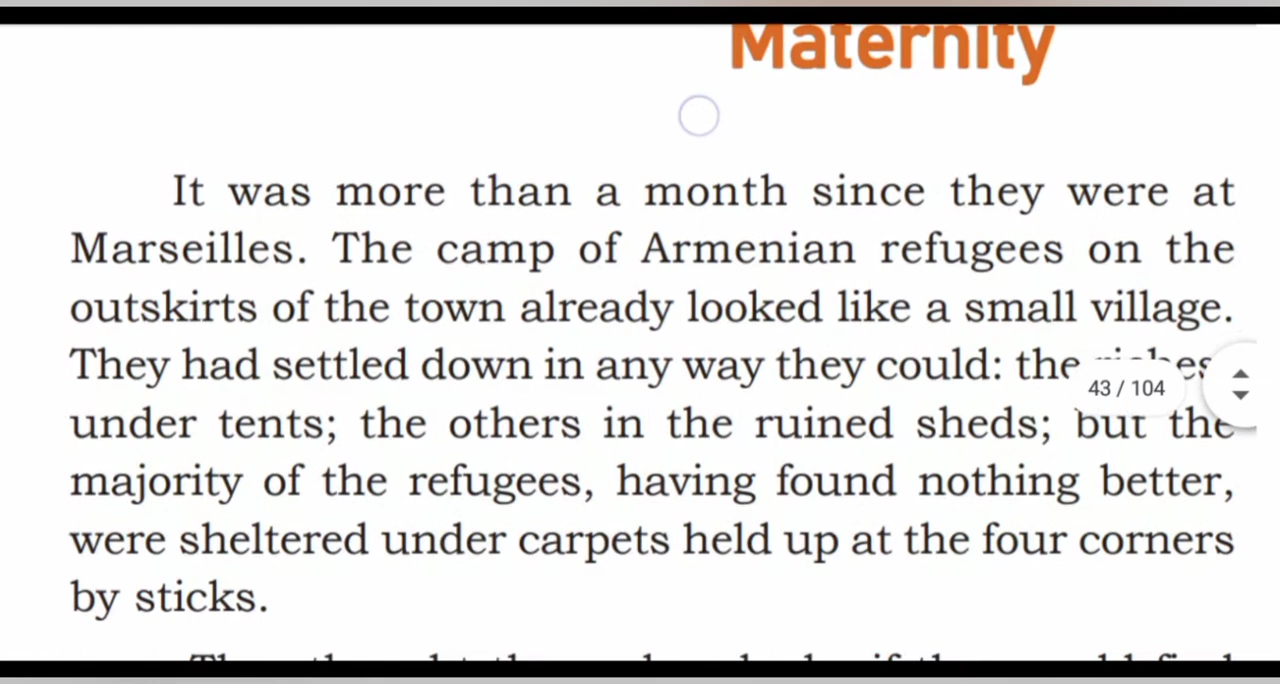 Maternity
It was more than a month since they were at
Marseilles. The camp of Armenian refugees on the
outskirts of the town already looked like a small village.
They had settled down in any way they could: the
43 / 104
under tents; the others in the ruined sheds; but the
majority of the refugees, having found nothing better,
were sheltered under carpets held up at the four corners
by sticks.